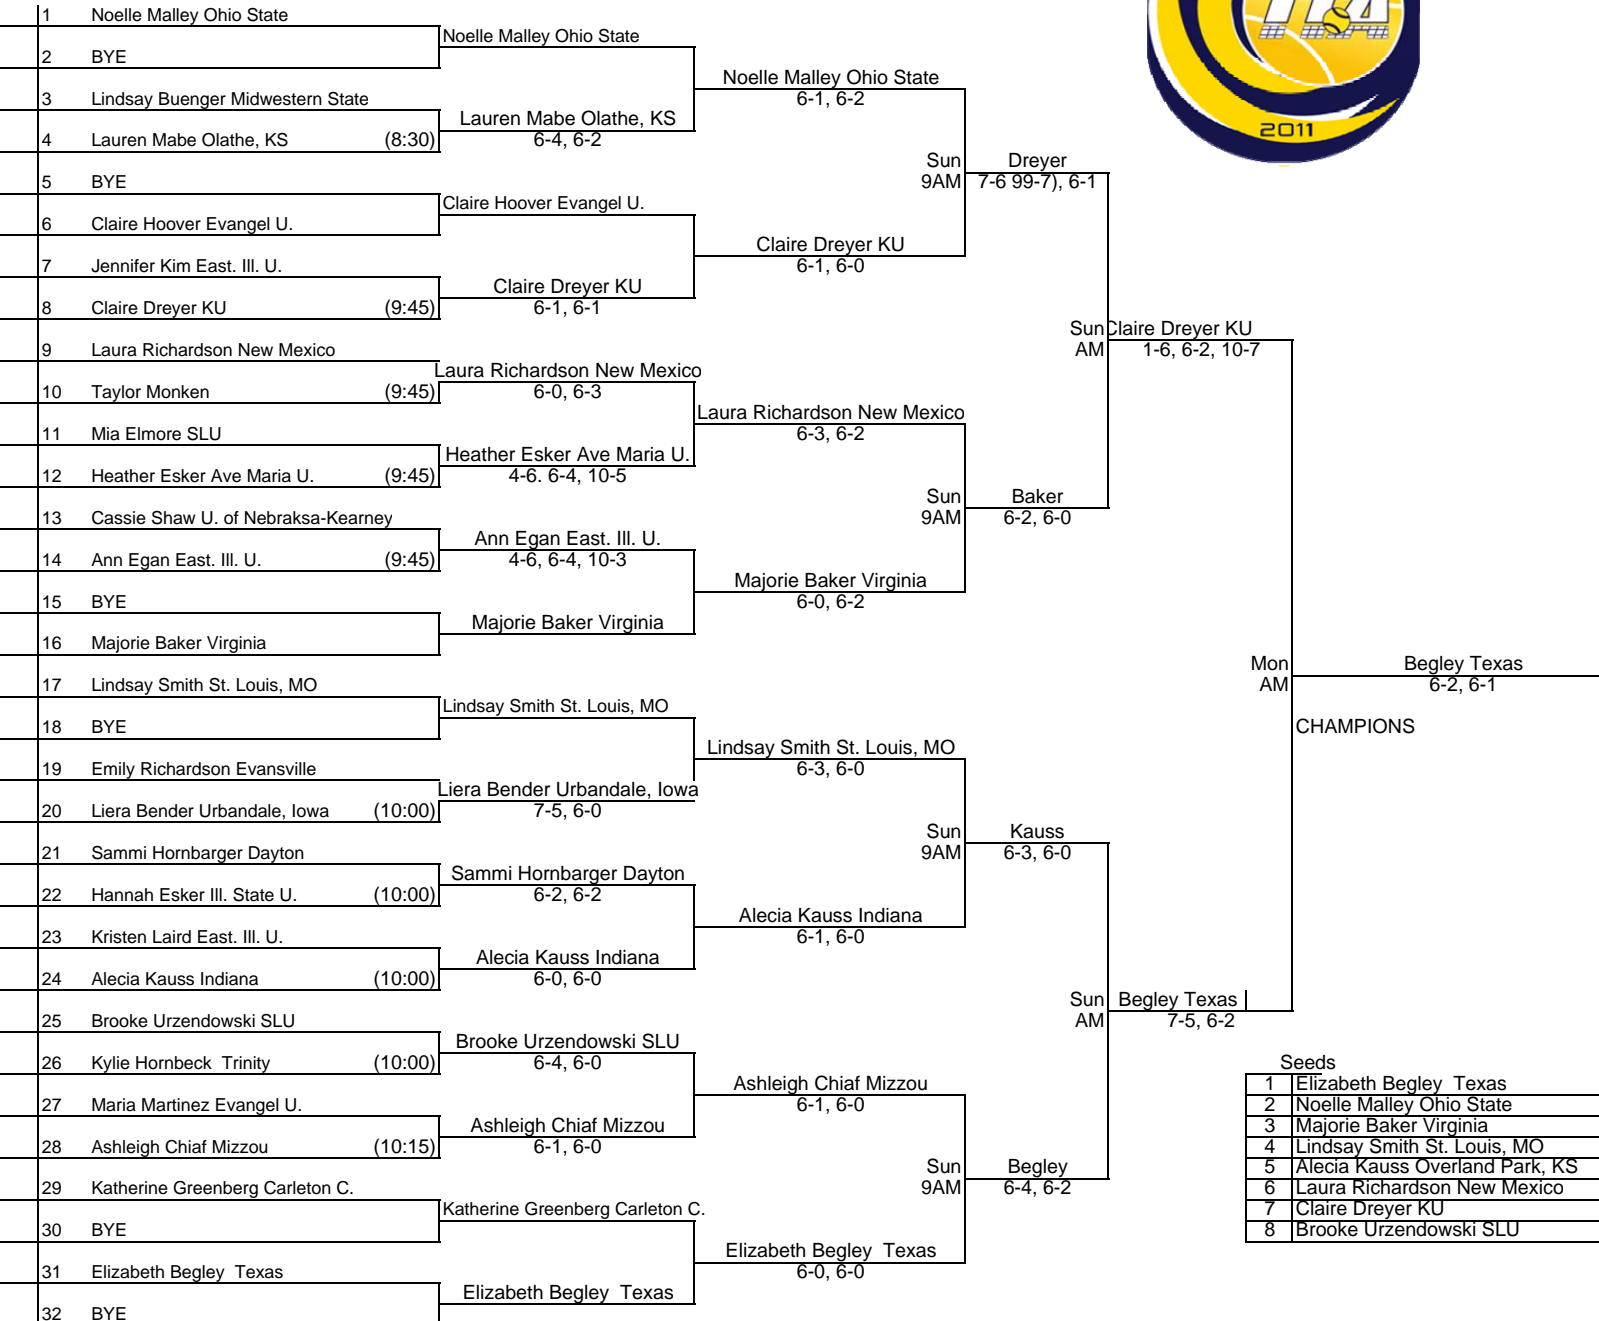 1 Noelle Malley Ohio State
2 BYE
3 Lindsay Buenger Midwestern State
4 Lauren Mabe Olathe, KS (8:30)
5 BYE
6 Claire Hoover Evangel U.
7 Jennifer Kim East. Ill. U.
8 Claire Dreyer KU (9:45)
9 Laura Richardson New Mexico
10 Taylor Monken (9:45)
11 Mia Elmore SLU
12 Heather Esker Ave Maria U. (9:45)
13 Cassie Shaw U. of Nebraksa-Kearney
14 Ann Egan East. Ill. U. (9:45)
15 BYE
16 Majorie Baker Virginia
17 Lindsay Smith St. Louis, MO
18 BYE
19 Emily Richardson Evansville
20 Liera Bender Urbandale, Iowa (10:00)
21 Sammi Hornbarger Dayton
22 Hannah Esker Ill. State U. (10:00)
23 Kristen Laird East. Ill. U.
24 Alecia Kauss Indiana (10:00)
25 Brooke Urzendowski SLU
26 Kylie Hornbeck  Trinity (10:00)
27 Maria Martinez Evangel U.
28 Ashleigh Chiaf Mizzou (10:15)
29 Katherine Greenberg Carleton C.
30 BYE
31 Elizabeth Begley  Texas
32 BYE
Noelle Malley Ohio State
Lauren Mabe Olathe, KS
6-4, 6-2
Claire Hoover Evangel U.
Claire Dreyer KU
6-1, 6-1
Laura Richardson New Mexico
6-0, 6-3
Heather Esker Ave Maria U.
4-6. 6-4, 10-5
Ann Egan East. Ill. U.
4-6, 6-4, 10-3
Majorie Baker Virginia
Lindsay Smith St. Louis, MO
Liera Bender Urbandale, Iowa
7-5, 6-0
Sammi Hornbarger Dayton
6-2, 6-2
Alecia Kauss Indiana
6-0, 6-0
Brooke Urzendowski SLU
6-4, 6-0
Ashleigh Chiaf Mizzou
6-1, 6-0
Katherine Greenberg Carleton C.
Elizabeth Begley  Texas
Noelle Malley Ohio State
6-1, 6-2
Claire Dreyer KU
6-1, 6-0
Laura Richardson New Mexico
6-3, 6-2
Majorie Baker Virginia
6-0, 6-2
Lindsay Smith St. Louis, MO
6-3, 6-0
Alecia Kauss Indiana
6-1, 6-0
Ashleigh Chiaf Mizzou
6-1, 6-0
Elizabeth Begley  Texas
6-0, 6-0
Sun Dreyer
9AM 7-6 99-7), 6-1
Sun Baker
9AM 6-2, 6-0
Sun Kauss
9AM 6-3, 6-0
Sun Begley
9AM 6-4, 6-2
Sun Claire Dreyer KU
AM 1-6, 6-2, 10-7
Sun Begley Texas
AM 7-5, 6-2
Mon Begley Texas
AM 6-2, 6-1
CHAMPIONS
2011
Seeds
1 Elizabeth Begley  Texas
2 Noelle Malley Ohio State
3 Majorie Baker Virginia
4 Lindsay Smith St. Louis, MO
5 Alecia Kauss Overland Park, KS
6 Laura Richardson New Mexico
7 Claire Dreyer KU
8 Brooke Urzendowski SLU